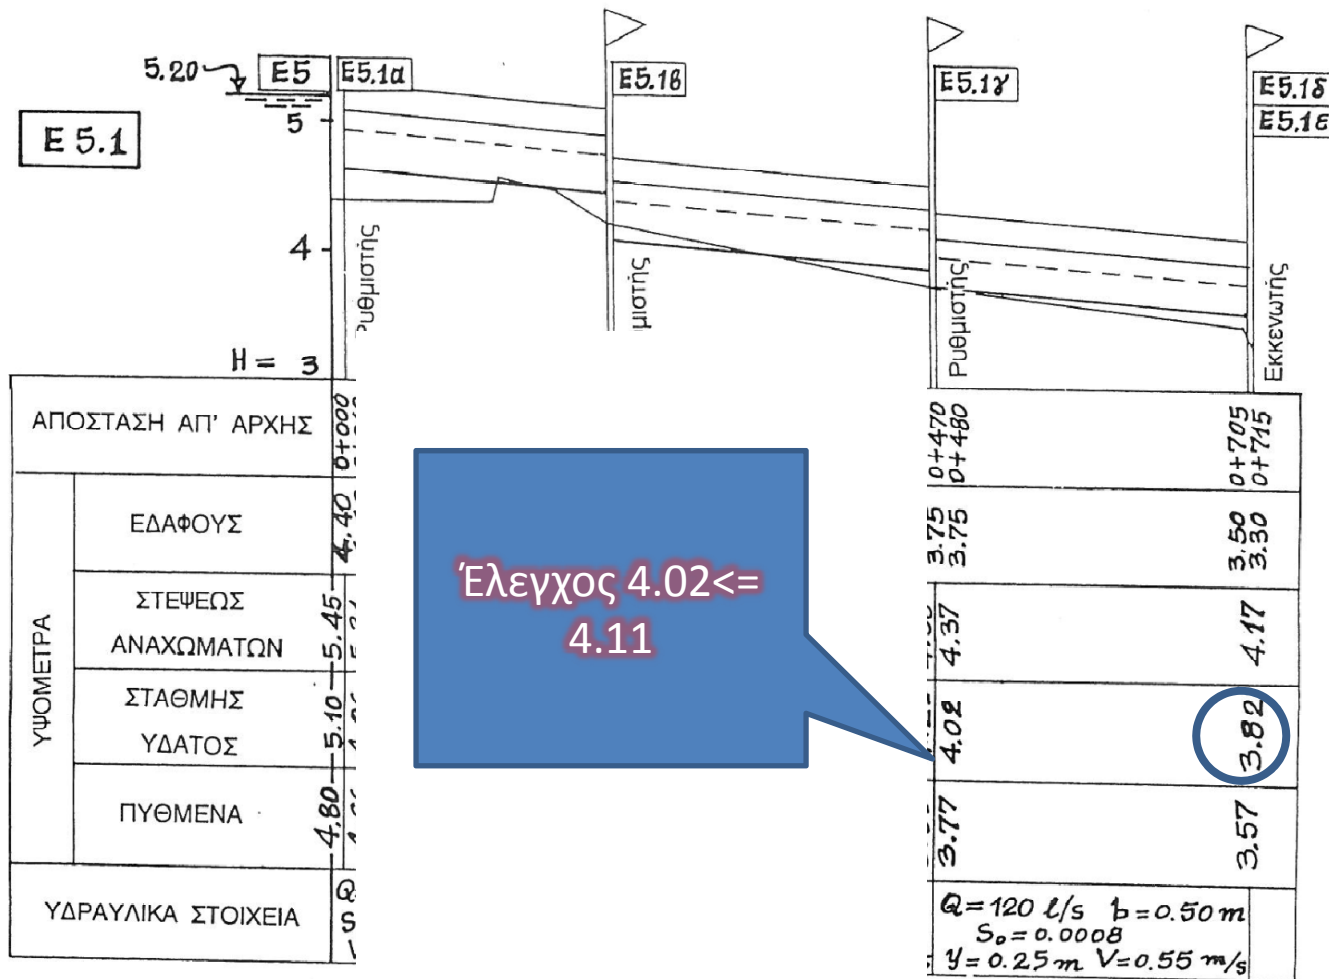 5.20
E5
E5.1α
E5.1β
E5.1γ
E5.1δ
E5.1ε
E 5.1
5
4
H = 3
Ρυθμιστής
μιστής
Ρυθμιστής
Εκκενωτής
ΑΠΟΣΤΑΣΗ ΑΠ' ΑΡΧΗΣ
0+000
0+470
0+480
0+705
0+715
ΥΨΟΜΕΤΡΑ
ΕΔΑΦΟΥΣ
4.40
3.75
3.75
3.50
3.30
ΣΤΕΨΕΩΣ
ΑΝΑΧΩΜΑΤΩΝ
5.45
4.37
4.17
ΣΤΑΘΜΗΣ
ΥΔΑΤΟΣ
5.10
4.02
3.82
ΠΥΘΜΕΝΑ
4.80
3.77
3.57
Έλεγχος 4.02<=
4.11
ΥΔΡΑΥΛΙΚΑ ΣΤΟΙΧΕΙΑ
Q=120 l/s b=0.50 m
S₀=0.0008
y=0.25m V=0.55 m/s